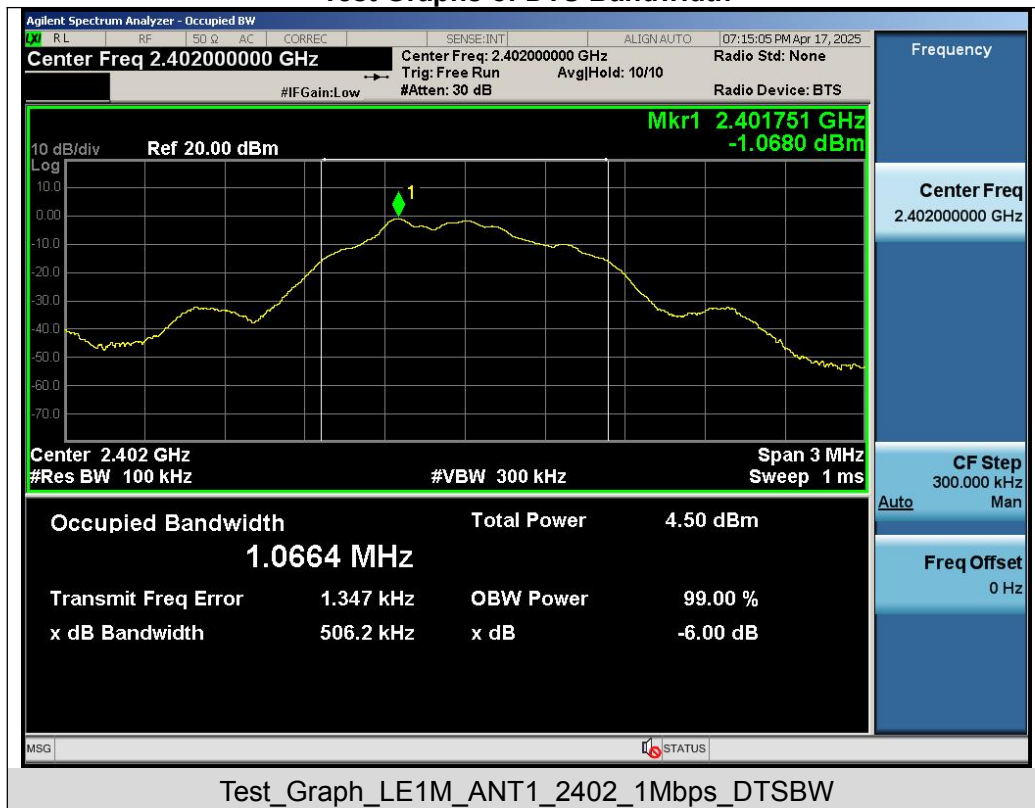 Test Graphs of DTS Bandwidth
Agilent Spectrum Analyzer - Occupied BW
LXI RL RF 50 Ω AC CORREC SENSE:INT ALIGN AUTO 07:15:05 PM Apr 17, 2025
Center Freq 2.402000000 GHz Center Freq: 2.402000000 GHz Radio Std: None
Trig: Free Run Avg|Hold: 10/10
#IFGain:Low #Atten: 30 dB Radio Device: BTS
Frequency
Mkr1 2.401751 GHz
-1.0680 dBm
10 dB/div Ref 20.00 dBm
Log
10.0
0.00
-10.0
-20.0
-30.0
-40.0
-50.0
-60.0
-70.0
1
Center 2.402 GHz Span 3 MHz
#Res BW 100 kHz #VBW 300 kHz Sweep 1 ms
Center Freq
2.402000000 GHz
CF Step
300.000 kHz
Auto Man
Freq Offset
0 Hz
Occupied Bandwidth Total Power 4.50 dBm
1.0664 MHz
Transmit Freq Error 1.347 kHz OBW Power 99.00 %
x dB Bandwidth 506.2 kHz x dB -6.00 dB
MSG STATUS
Test_Graph_LE1M_ANT1_2402_1Mbps_DTSBW